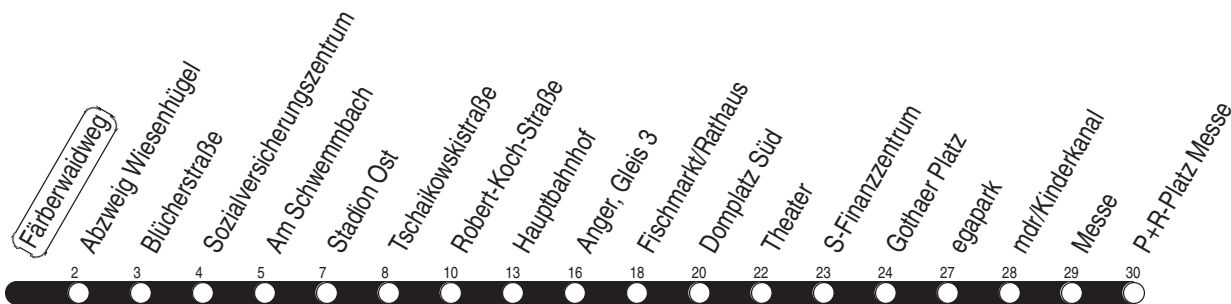 Färberwaidweg
Abzweig Wiesenhügel
Blücherstraße
Sozialversicherungszentrum
Am Schwemmbach
Stadion Ost
Tschaikowskistraße
Robert-Koch-Straße
Hauptbahnhof
Anger, Gleis 3
Fischmarkt/Rathaus
Domplatz Süd
Theater
S-Finanzzentrum
Gothaer Platz
egapark
mdr/Kinderkanal
Messe
P+R-Platz Messe
2 3 4 5 7 8 10 13 16 18 20 22 23 24 27 28 29 30